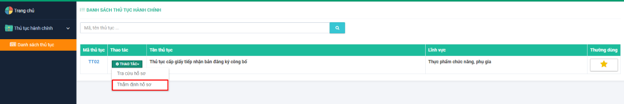 Trang chủ
Thủ tục hành chính
Danh sách thủ tục
DANH SÁCH THỦ TỤC HÀNH CHÍNH
Mã, tên thủ tục ...
Mã thủ tục Thao tác Tên thủ tục Lĩnh vực Thường dùng
TT02 THAO TÁC Thủ tục cấp giấy tiếp nhận bản đăng ký công bố Thực phẩm chức năng, phụ gia
Tra cứu hồ sơ
Thẩm định hồ sơ